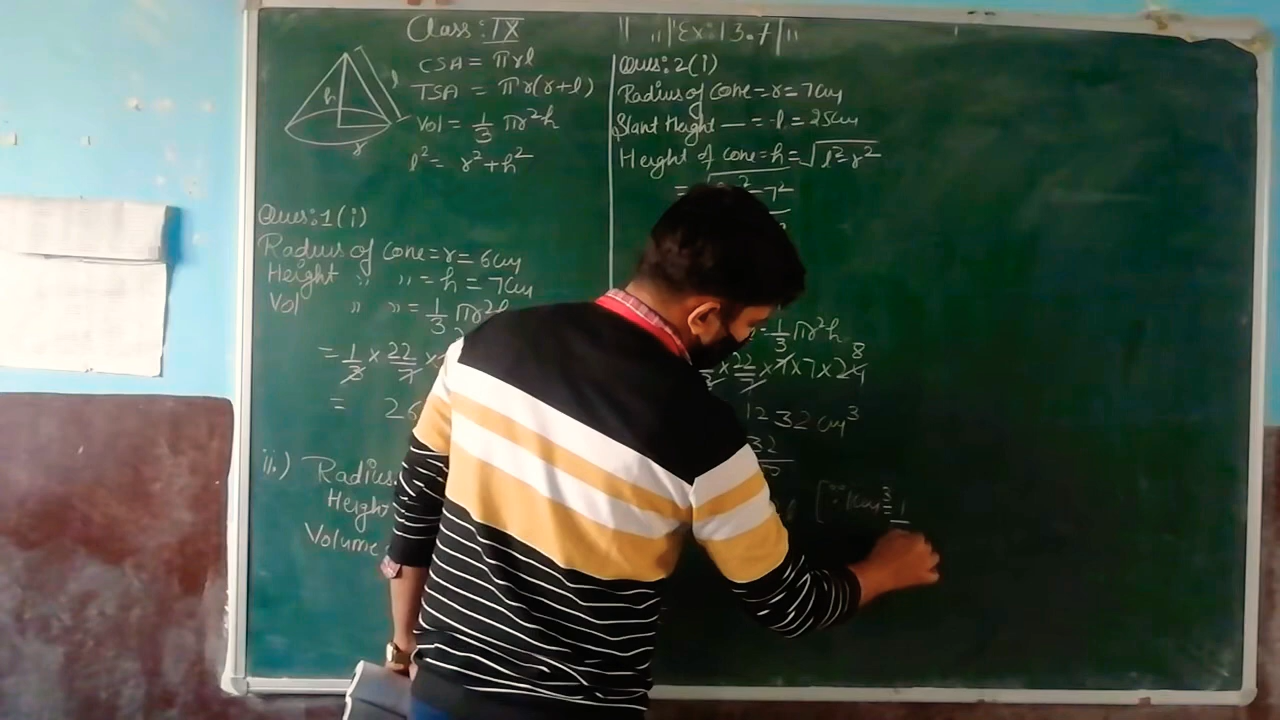 Class: IX
CSA = πrl
TSA = πr(r+l)
Vol = 1/3 πr²h
l² = r²+h²
h
l
r
Ques:1(i)
Radius of cone = r = 6cm
Height " " = h = 7cm
Vol " " = 1/3 πr²h
= 1/3 × 22/7 ×
= 26
ii.) Radius
Height
Volume
" "Ex:13.7 "
Ques:2(i)
Radius of cone = r = 7cm
Slant Height — = l = 25cm
Height of cone = h = √l²-r²
= 7²
= 1/3 πr²h
× 22/7 × 7 × 7 × 24 8
1232 cm³
32
[∵ 1cm³ = 1